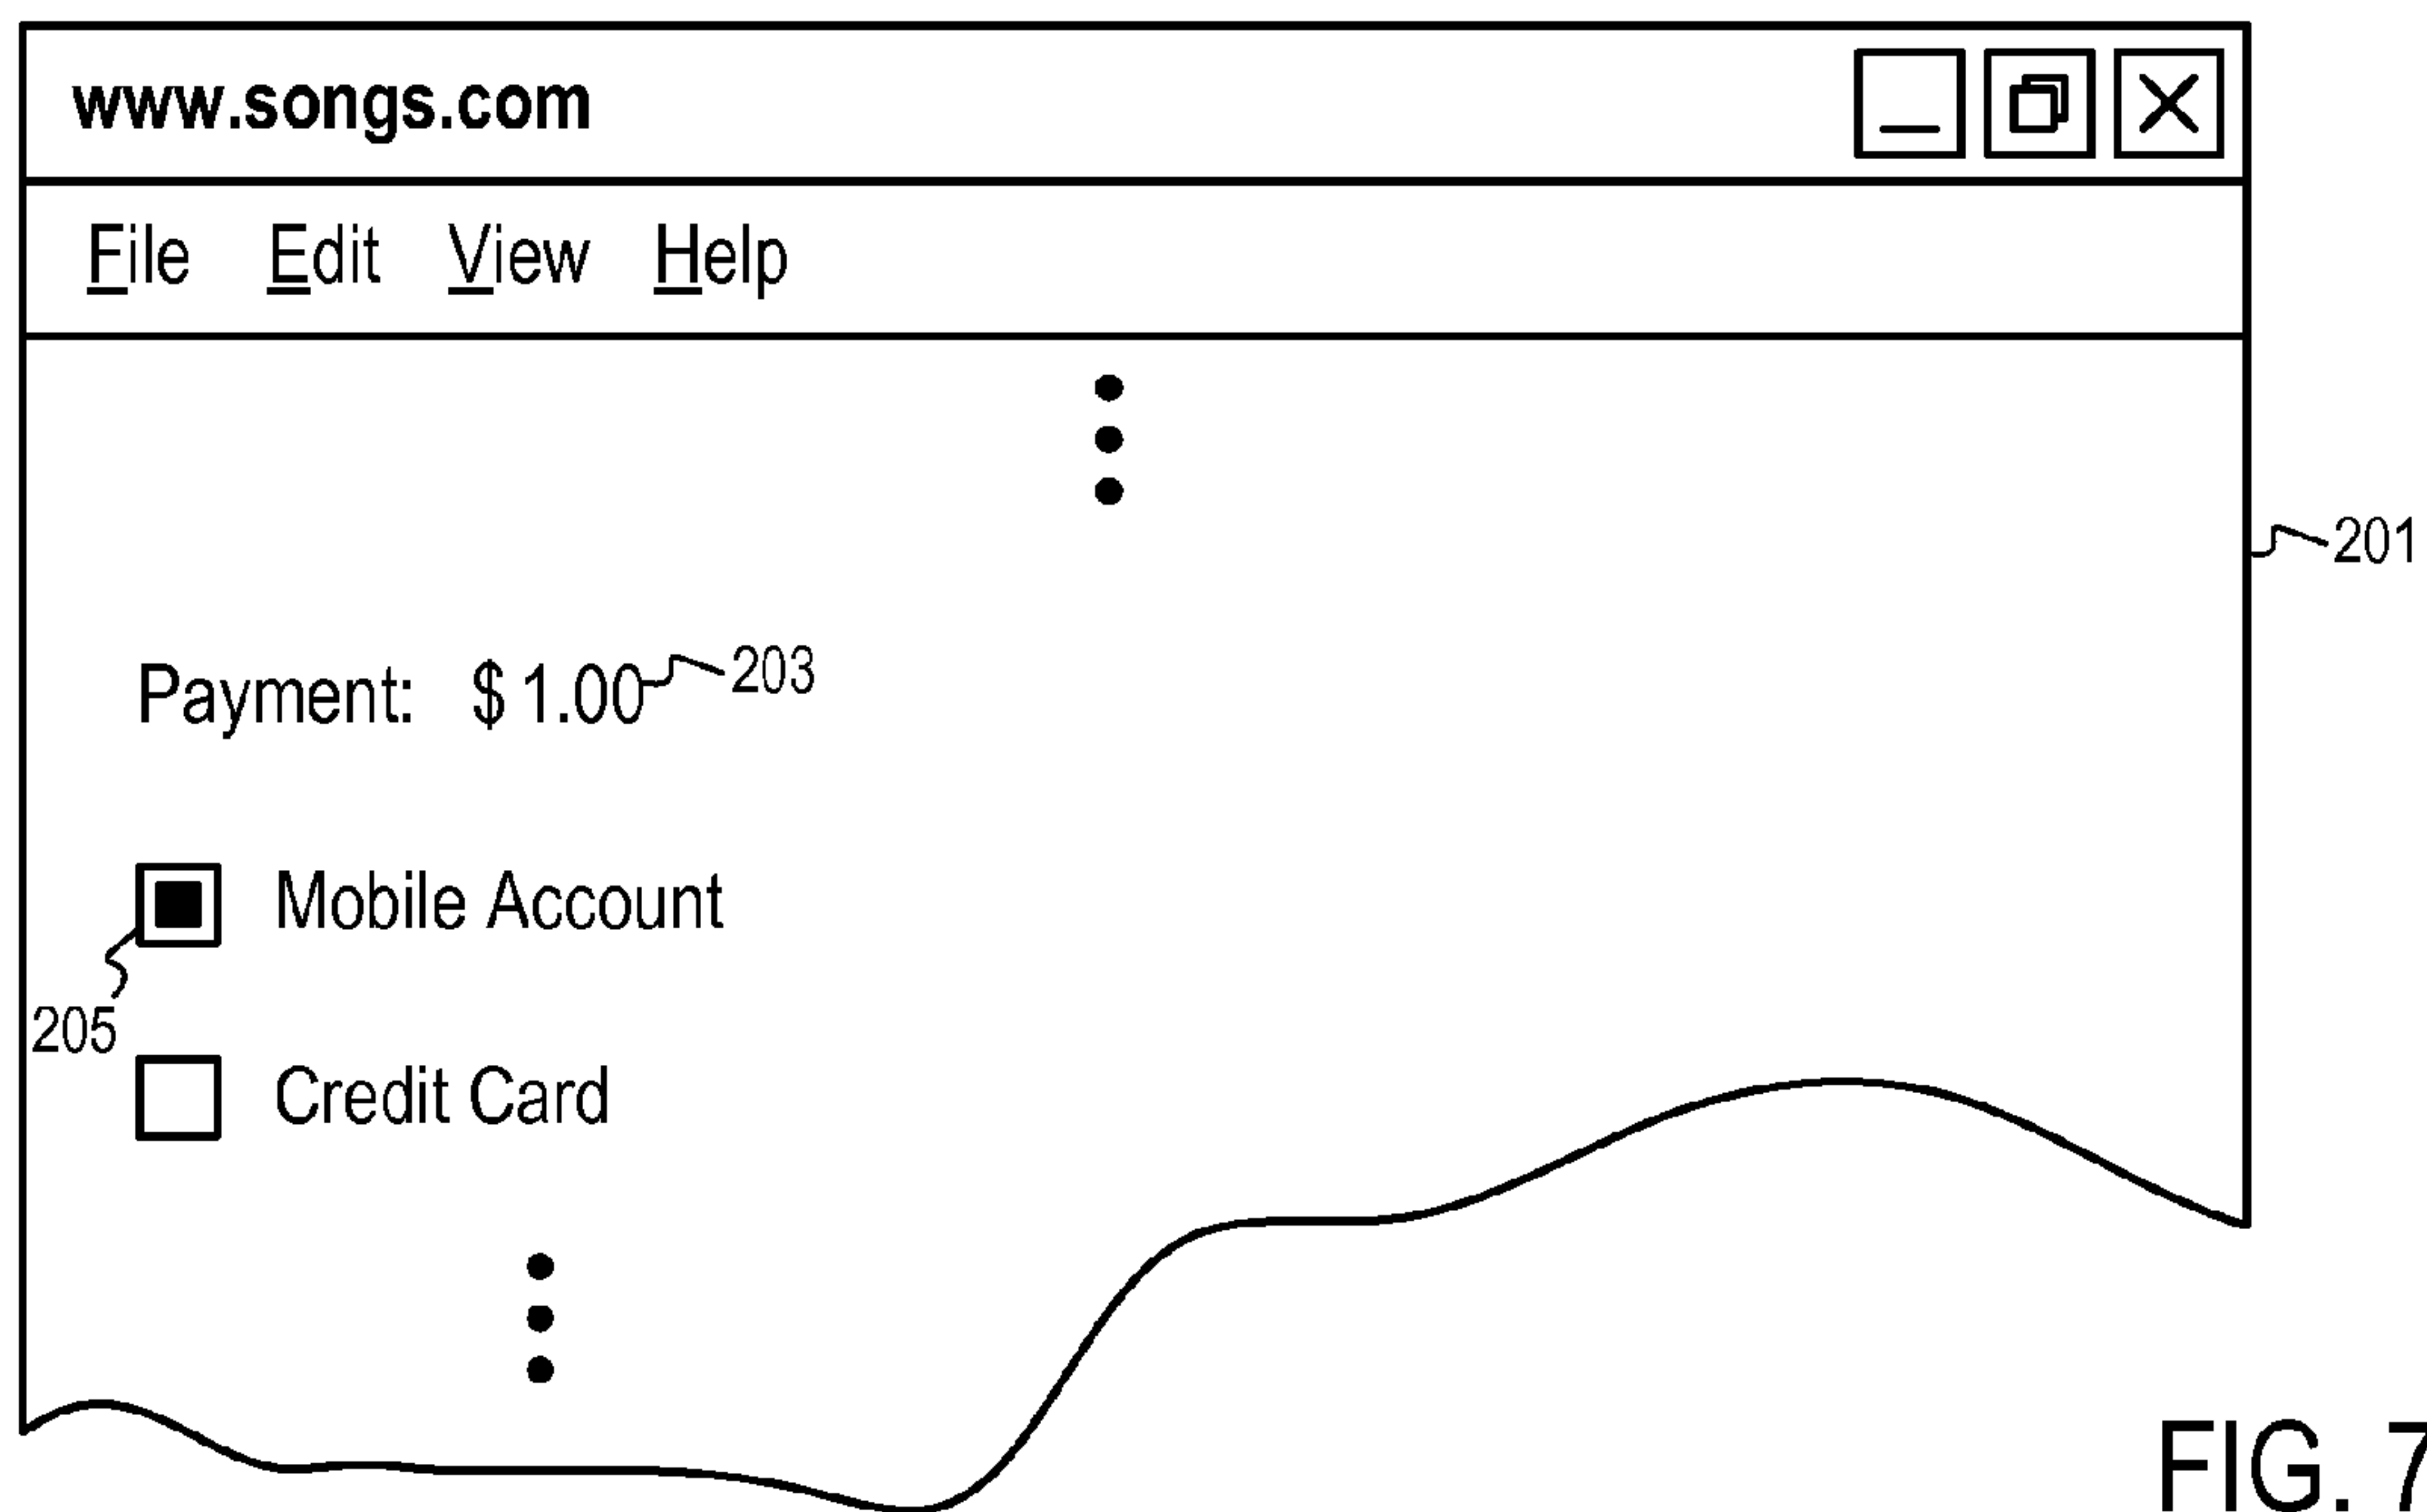 www.songs.com
File Edit View Help
201
Payment: $1.00 203
Mobile Account
205
Credit Card
FIG. 7